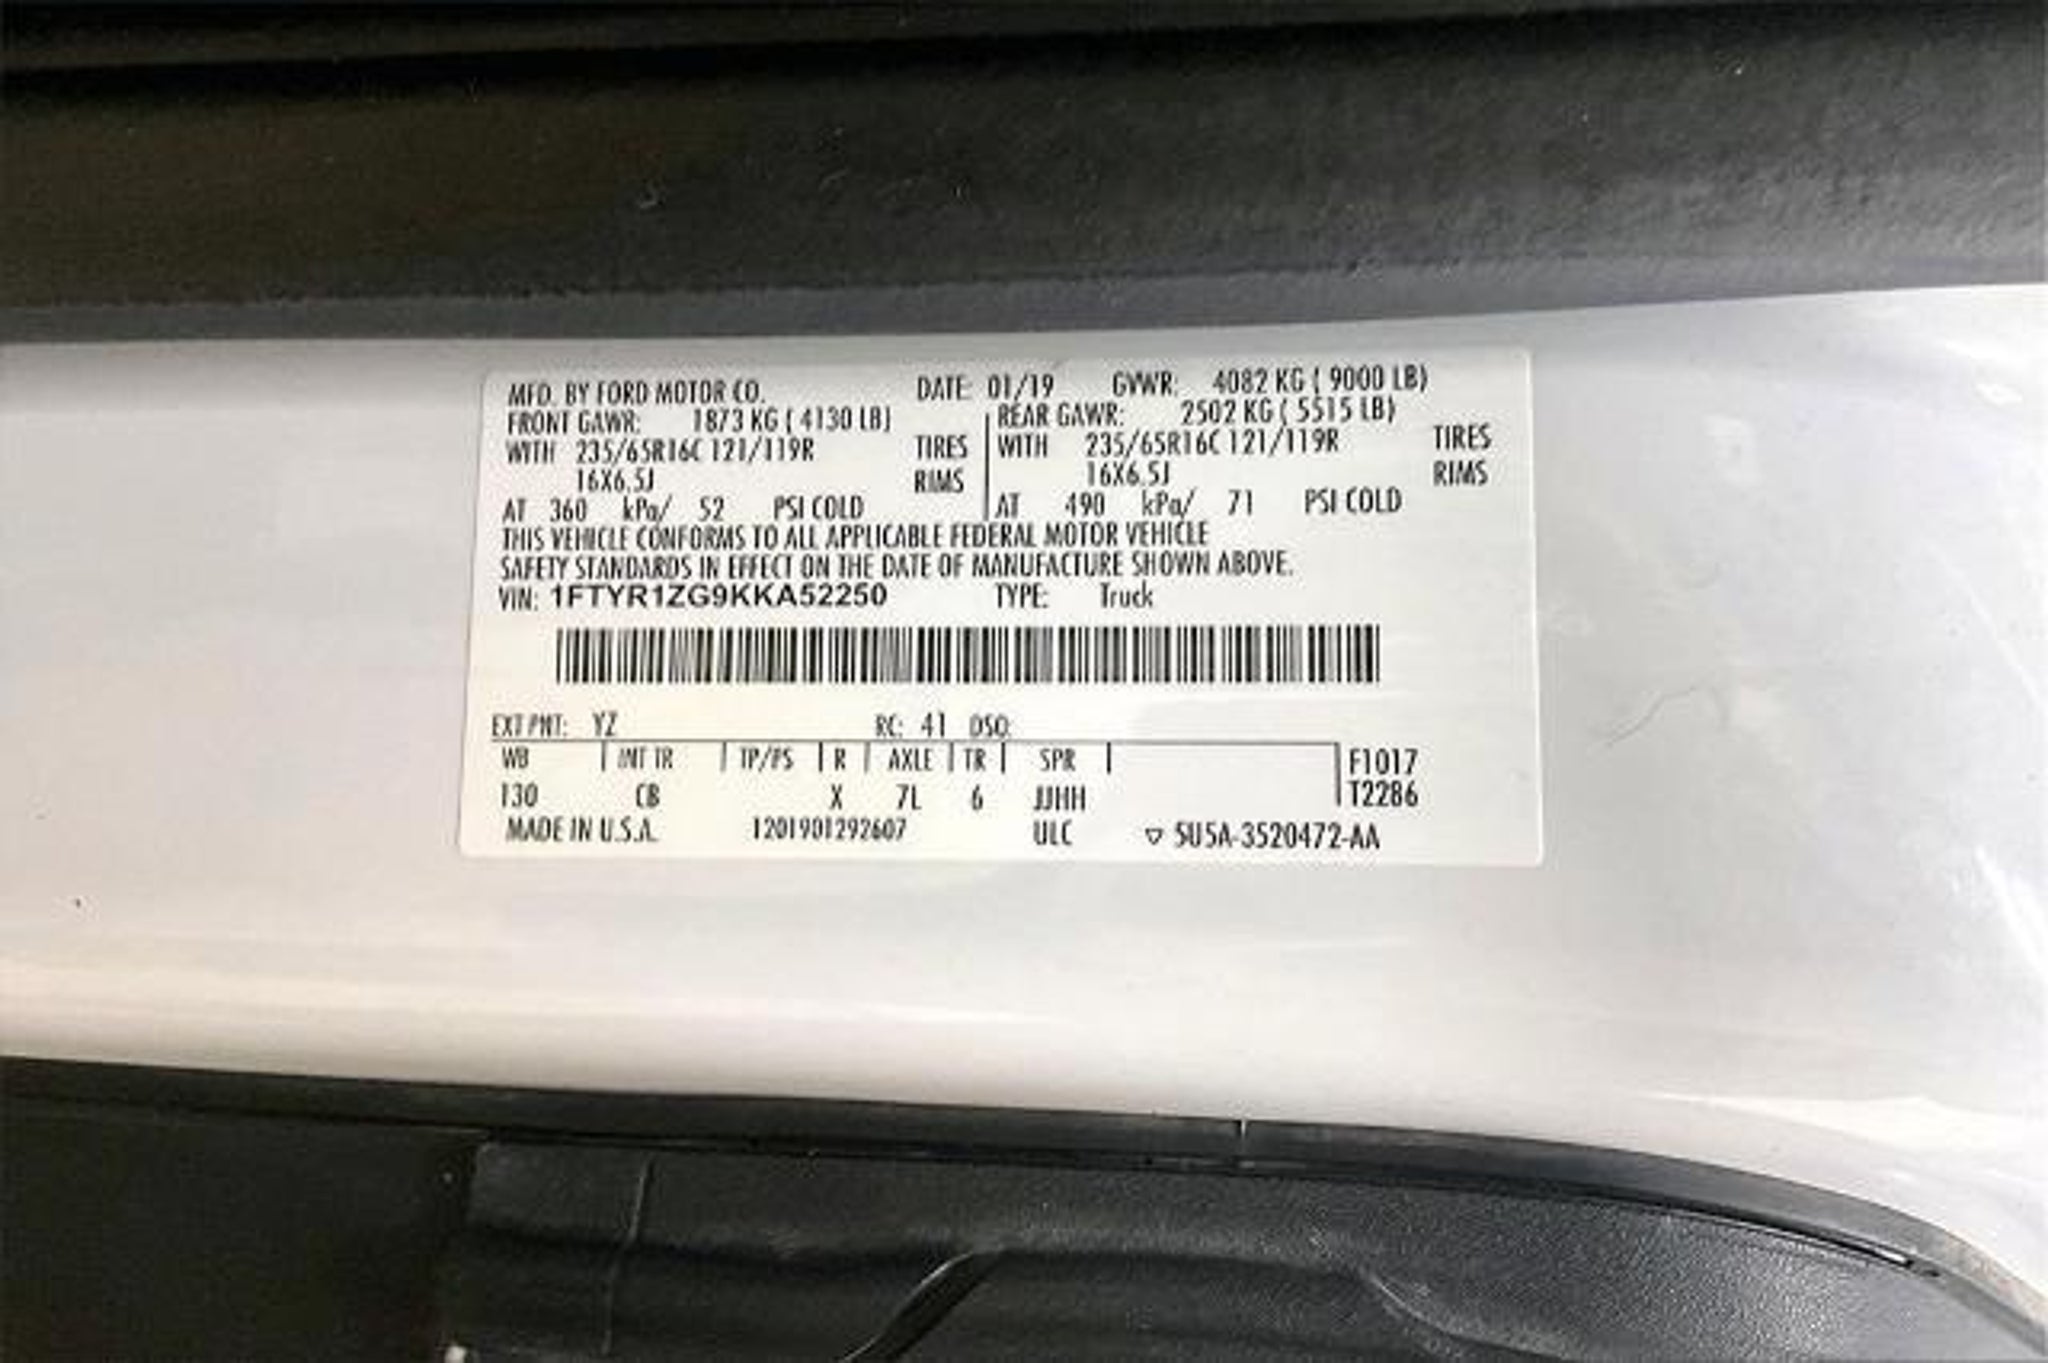 MFD. BY FORD MOTOR CO. DATE: 01/19 GVWR: 4082 KG ( 9000 LB)
FRONT GAWR: 1873 KG ( 4130 LB) REAR GAWR: 2502 KG ( 5515 LB)
WITH 235/65R16C 121/119R TIRES WITH 235/65R16C 121/119R TIRES
16X6.5J RIMS 16X6.5J RIMS
AT 360 kPa/ 52 PSI COLD AT 490 kPa/ 71 PSI COLD
THIS VEHICLE CONFORMS TO ALL APPLICABLE FEDERAL MOTOR VEHICLE
SAFETY STANDARDS IN EFFECT ON THE DATE OF MANUFACTURE SHOWN ABOVE.
VIN: 1FTYR1ZG9KKA52250 TYPE: Truck
EXT PNT: YZ RC: 41 DSO:
WB INT TR TP/PS R AXLE TR SPR F1017
130 CB X 7L 6 JJHH T2286
MADE IN U.S.A. 1201901292607 ULC ▽ 5U5A-3520472-AA